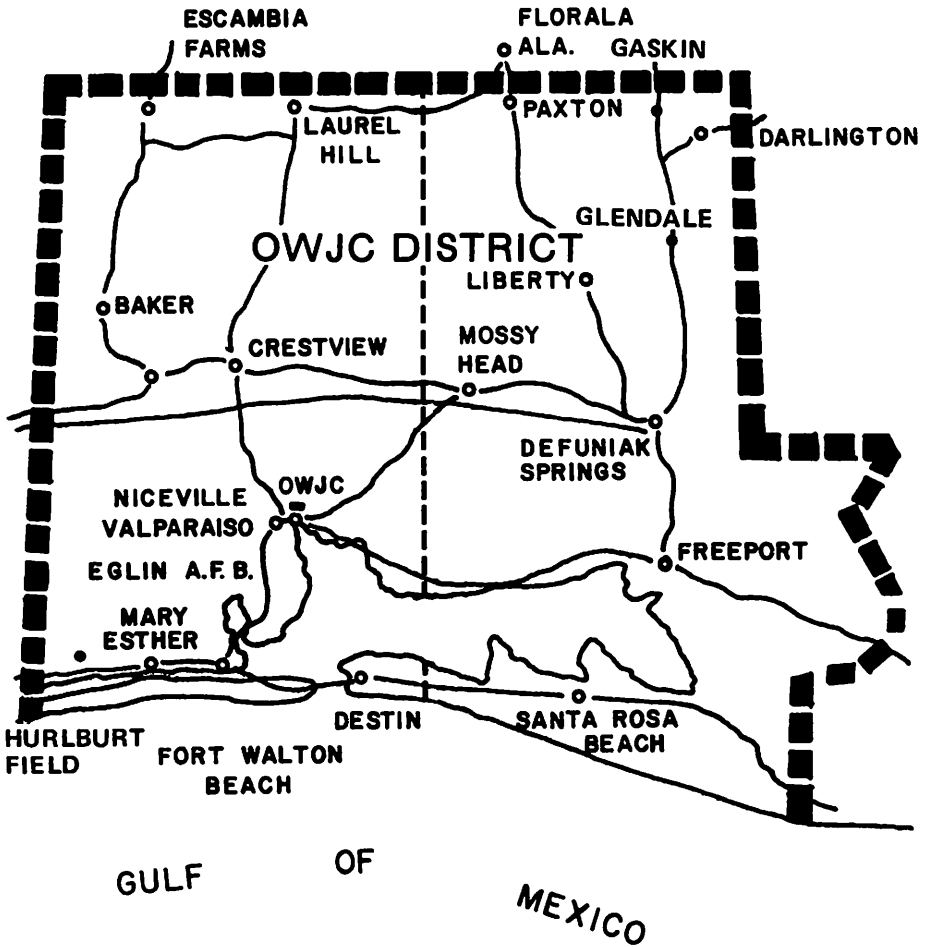 ESCAMBIA
FARMS
FLORALA
ALA.
GASKIN
LAUREL
HILL
PAXTON
DARLINGTON
GLENDALE
OWJC DISTRICT
LIBERTY
BAKER
CRESTVIEW
MOSSY
HEAD
DEFUNIAK
SPRINGS
OWJC
NICEVILLE
VALPARAISO
EGLIN A.F.B.
FREEPORT
MARY
ESTHER
DESTIN
SANTA ROSA
BEACH
HURLBURT
FIELD
FORT WALTON
BEACH
GULF OF MEXICO